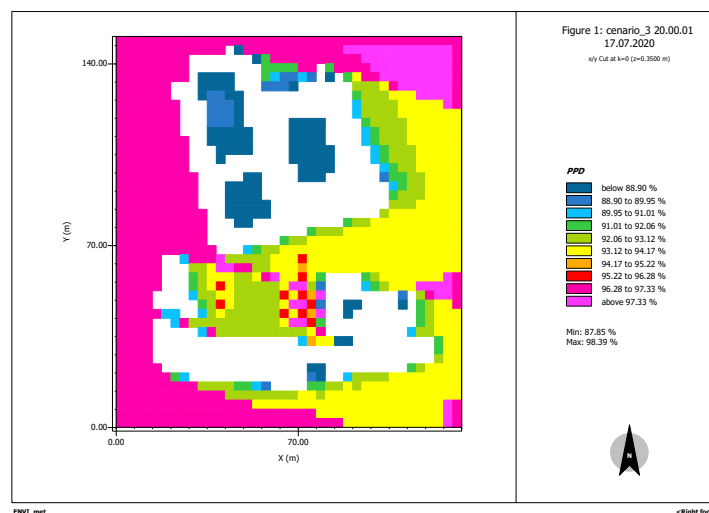 Figure 1: cenario_3 20.00.01
17.07.2020
x/y Cut at k=0 (z=0.3500 m)
140.00
70.00
0.00
Y (m)
0.00
70.00
X (m)
PPD
below 88.90 %
88.90 to 89.95 %
89.95 to 91.01 %
91.01 to 92.06 %
92.06 to 93.12 %
93.12 to 94.17 %
94.17 to 95.22 %
95.22 to 96.28 %
96.28 to 97.33 %
above 97.33 %
Min: 87.85 %
Max: 98.39 %
N
ENVI_met
<Right foo